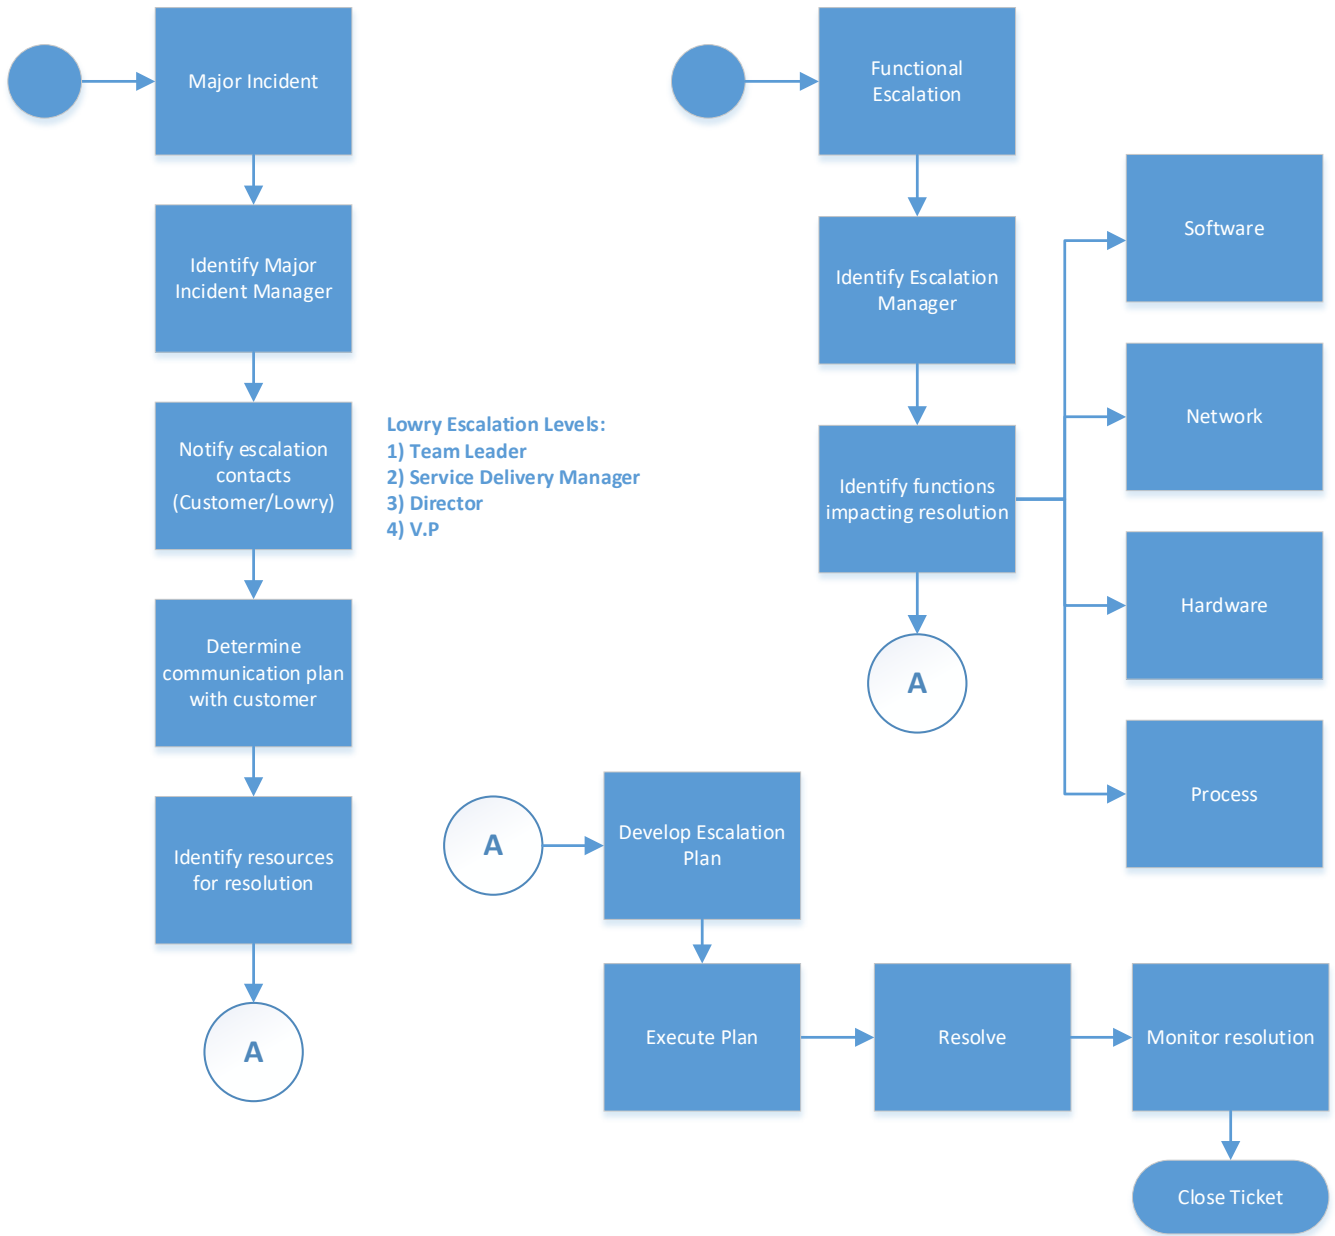 Major Incident
Identify Major
Incident Manager
Notify escalation
contacts
(Customer/Lowry)
Determine
communication plan
with customer
Identify resources
for resolution
A
Lowry Escalation Levels:
1) Team Leader
2) Service Delivery Manager
3) Director
4) V.P
Functional
Escalation
Identify Escalation
Manager
Identify functions
impacting resolution
A
Software
Network
Hardware
Process
A
Develop Escalation
Plan
Execute Plan
Resolve
Monitor resolution
Close Ticket